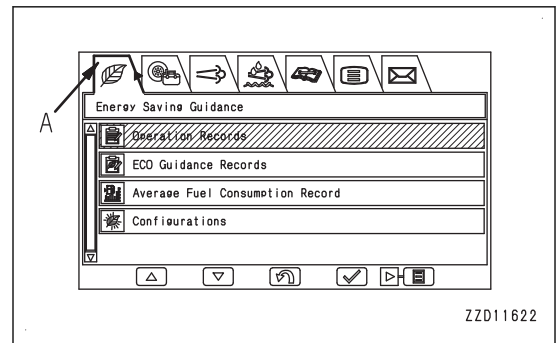 A
Energy Saving Guidance
Operation Records
ECO Guidance Records
Average Fuel Consumption Record
Configurations
ZZD11622